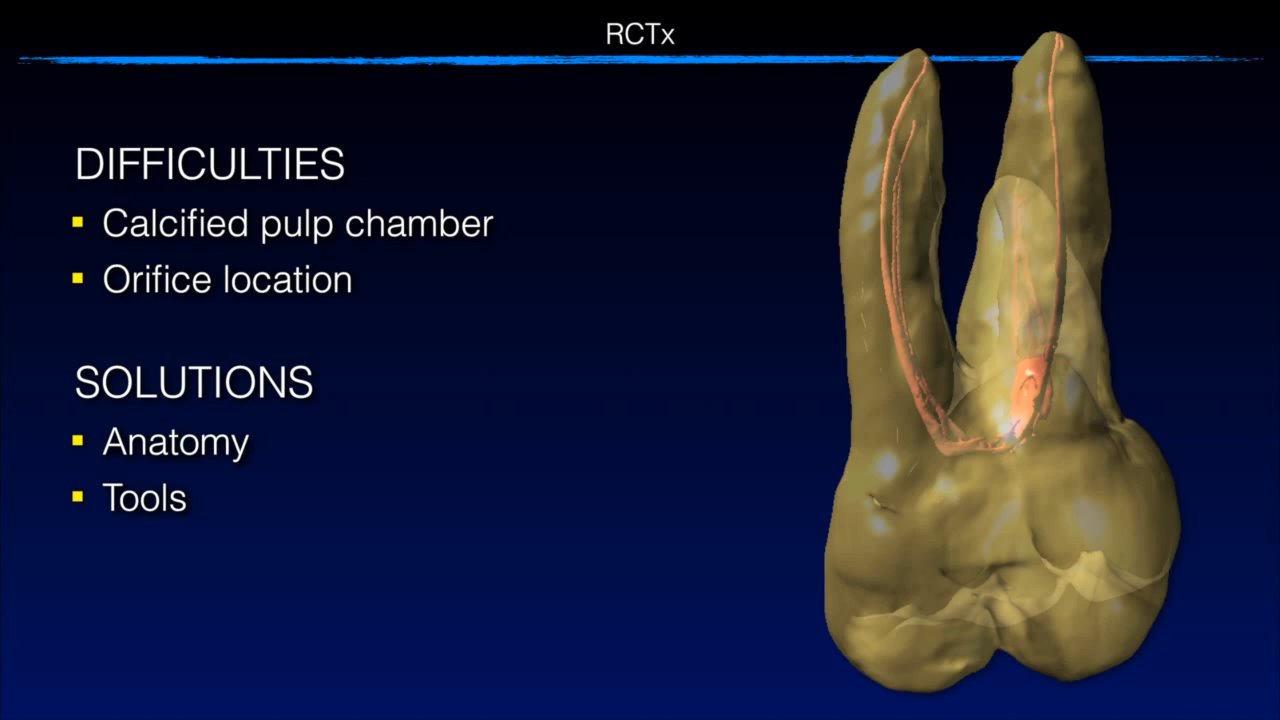 RCTx
DIFFICULTIES
Calcified pulp chamber
Orifice location
SOLUTIONS
Anatomy
Tools